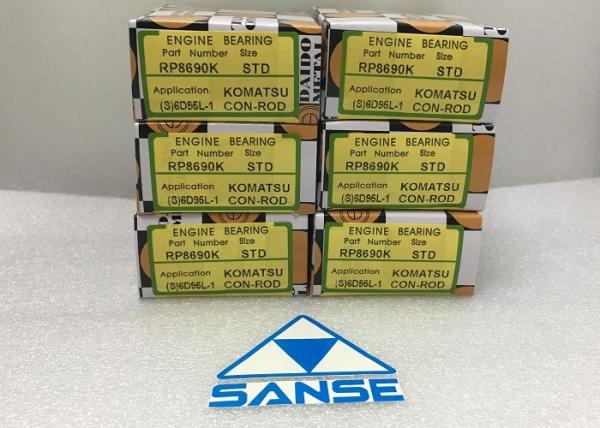 ENGINE BEARING
Part Number Size
RP8690K STD
Application KOMATSU
(S)6D95L-1 CON-ROD
DAIDO
METAL
ENGINE BEARING
Part Number Size
RP8690K STD
Application KOMATSU
(S)6D95L-1 CON-ROD
ENGINE BEARING
Part Number Size
RP8690K STD
Application KOMATSU
(S)6D95L-1 CON-ROD
ENGINE BEARING
Part Number Size
RP8690K STD
Application KOMATSU
(S)6D95L-1 CON-ROD
ENGINE BEARING
Part Number Size
RP8690K STD
Application KOMATSU
(S)6D95L-1 CON-ROD
ENGINE BEARING
Part Number Size
RP8690K STD
Application KOMATSU
(S)6D95L-1 CON-ROD
SANSE